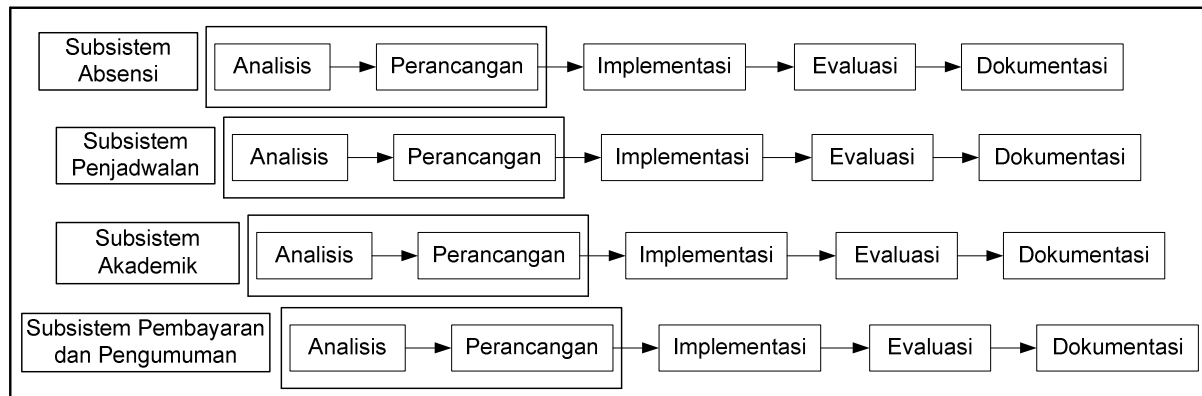 Subsistem
Absensi
Analisis
Perancangan
Implementasi
Evaluasi
Dokumentasi
Subsistem
Penjadwalan
Analisis
Perancangan
Implementasi
Evaluasi
Dokumentasi
Subsistem
Akademik
Analisis
Perancangan
Implementasi
Evaluasi
Dokumentasi
Subsistem Pembayaran
dan Pengumuman
Analisis
Perancangan
Implementasi
Evaluasi
Dokumentasi